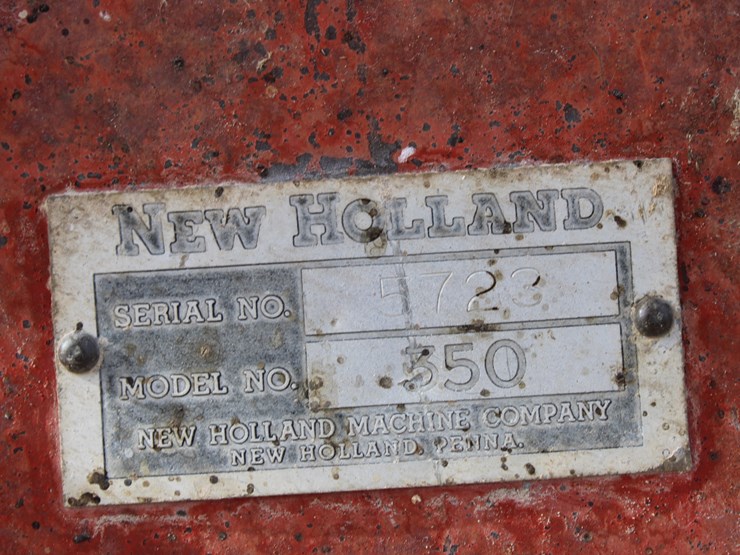 NEW HOLLAND
SERIAL NO. 5723
MODEL NO. 350
NEW HOLLAND MACHINE COMPANY
NEW HOLLAND, PENNA.